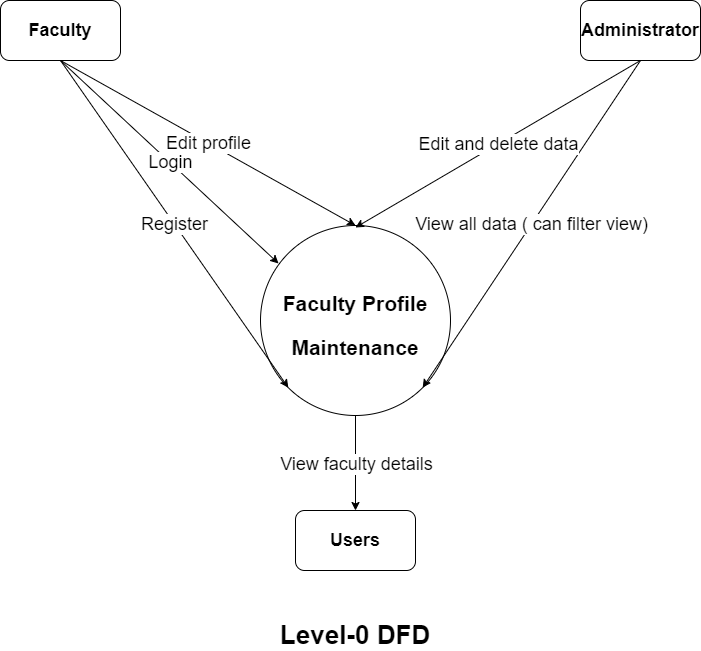 Faculty
Administrator
Edit profile
Edit and delete data
Login
Register
View all data ( can filter view)
Faculty Profile
Maintenance
View faculty details
Users
Level-0 DFD